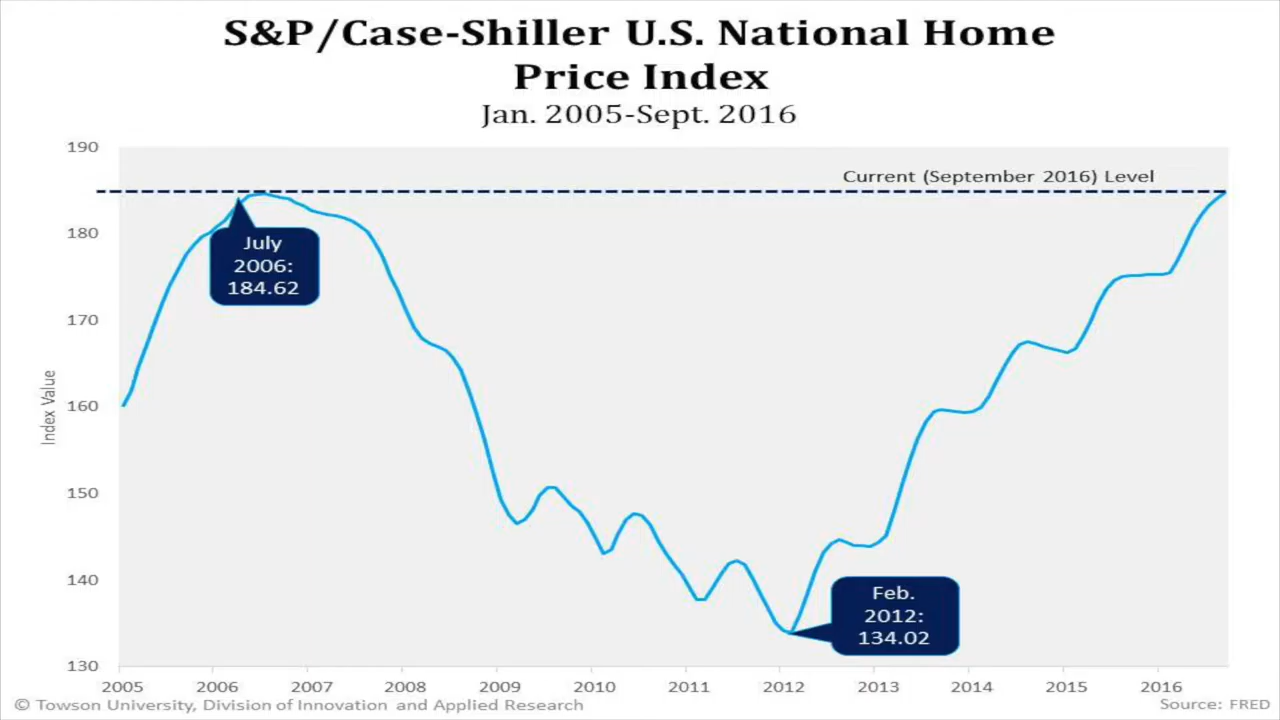 S&P/Case-Shiller U.S. National Home
Price Index
Jan. 2005-Sept. 2016
190
Current (September 2016) Level
180
July
2006:
184.62
170
Index Value
160
150
140
Feb.
2012:
134.02
130
2005 2006 2007 2008 2009 2010 2011 2012 2013 2014 2015 2016
© Towson University, Division of Innovation and Applied Research
Source: FRED